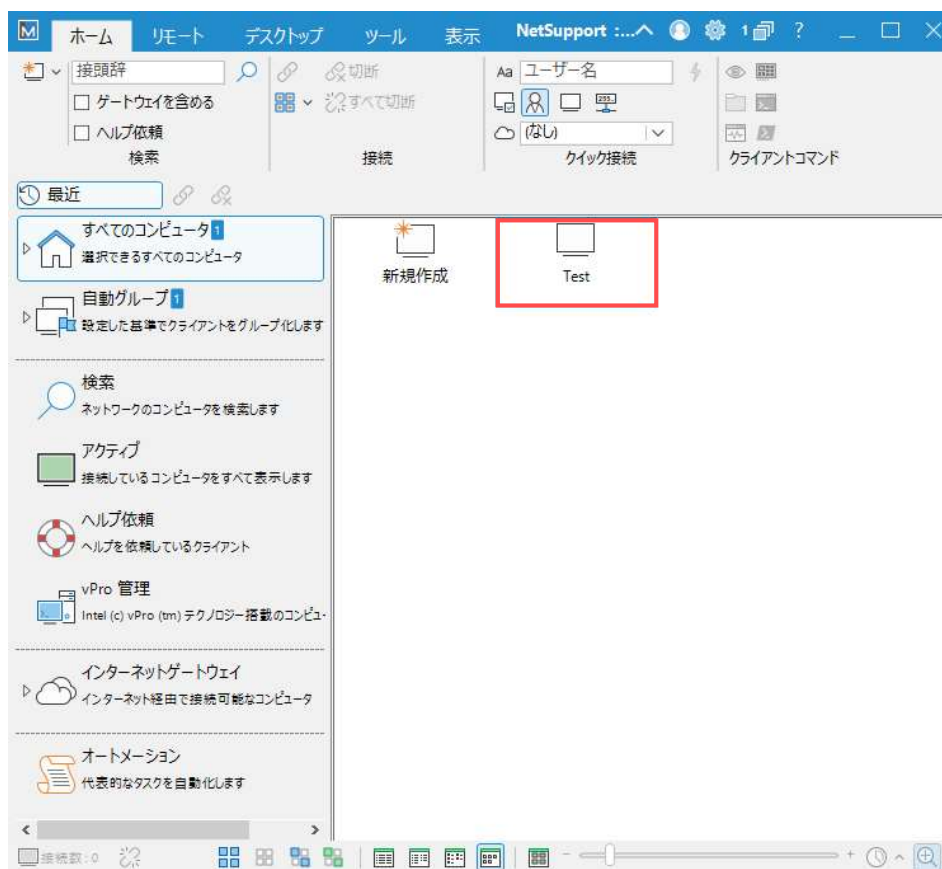 ホーム リモート デスクトップ ツール 表示 NetSupport :... 1 ?
接頭辞
ゲートウェイを含める
ヘルプ依頼
検索
切断
すべて切断
接続
Aa ユーザー名
(なし)
クイック接続
クライアントコマンド
最近
すべてのコンピュータ 1
選択できるすべてのコンピュータ
自動グループ 1
設定した基準でクライアントをグループ化します
検索
ネットワークのコンピュータを検索します
アクティブ
接続しているコンピュータをすべて表示します
ヘルプ依頼
ヘルプを依頼しているクライアント
vPro 管理
Intel (c) vPro (tm) テクノロジー搭載のコンピュ
インターネットゲートウェイ
インターネット経由で接続可能なコンピュータ
オートメーション
代表的なタスクを自動化します
新規作成
Test
接続数: 0